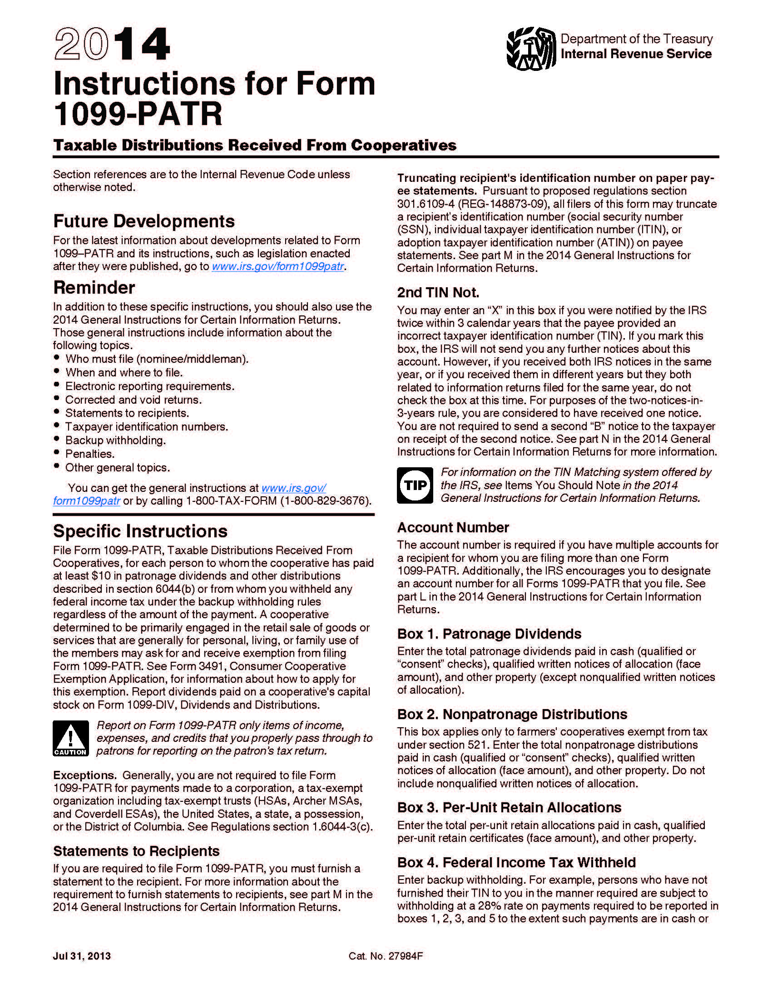 2014
Department of the Treasury
Internal Revenue Service
Instructions for Form
1099-PATR
Taxable Distributions Received From Cooperatives
Section references are to the Internal Revenue Code unless
otherwise noted.
Future Developments
For the latest information about developments related to Form
1099–PATR and its instructions, such as legislation enacted
after they were published, go to www.irs.gov/form1099patr.
Reminder
In addition to these specific instructions, you should also use the
2014 General Instructions for Certain Information Returns.
Those general instructions include information about the
following topics.
• Who must file (nominee/middleman).
• When and where to file.
• Electronic reporting requirements.
• Corrected and void returns.
• Statements to recipients.
• Taxpayer identification numbers.
• Backup withholding.
• Penalties.
• Other general topics.
You can get the general instructions at www.irs.gov/
form1099patr or by calling 1-800-TAX-FORM (1-800-829-3676).
Specific Instructions
File Form 1099-PATR, Taxable Distributions Received From
Cooperatives, for each person to whom the cooperative has paid
at least $10 in patronage dividends and other distributions
described in section 6044(b) or from whom you withheld any
federal income tax under the backup withholding rules
regardless of the amount of the payment. A cooperative
determined to be primarily engaged in the retail sale of goods or
services that are generally for personal, living, or family use of
the members may ask for and receive exemption from filing
Form 1099-PATR. See Form 3491, Consumer Cooperative
Exemption Application, for information about how to apply for
this exemption. Report dividends paid on a cooperative's capital
stock on Form 1099-DIV, Dividends and Distributions.
! CAUTION
Report on Form 1099-PATR only items of income,
expenses, and credits that you properly pass through to
patrons for reporting on the patron's tax return.
Exceptions. Generally, you are not required to file Form
1099-PATR for payments made to a corporation, a tax-exempt
organization including tax-exempt trusts (HSAs, Archer MSAs,
and Coverdell ESAs), the United States, a state, a possession,
or the District of Columbia. See Regulations section 1.6044-3(c).
Statements to Recipients
If you are required to file Form 1099-PATR, you must furnish a
statement to the recipient. For more information about the
requirement to furnish statements to recipients, see part M in the
2014 General Instructions for Certain Information Returns.
Truncating recipient's identification number on paper pay-
ee statements. Pursuant to proposed regulations section
301.6109-4 (REG-148873-09), all filers of this form may truncate
a recipient’s identification number (social security number
(SSN), individual taxpayer identification number (ITIN), or
adoption taxpayer identification number (ATIN)) on payee
statements. See part M in the 2014 General Instructions for
Certain Information Returns.
2nd TIN Not.
You may enter an “X” in this box if you were notified by the IRS
twice within 3 calendar years that the payee provided an
incorrect taxpayer identification number (TIN). If you mark this
box, the IRS will not send you any further notices about this
account. However, if you received both IRS notices in the same
year, or if you received them in different years but they both
related to information returns filed for the same year, do not
check the box at this time. For purposes of the two-notices-in-
3-years rule, you are considered to have received one notice.
You are not required to send a second “B” notice to the taxpayer
on receipt of the second notice. See part N in the 2014 General
Instructions for Certain Information Returns for more information.
TIP
For information on the TIN Matching system offered by
the IRS, see Items You Should Note in the 2014
General Instructions for Certain Information Returns.
Account Number
The account number is required if you have multiple accounts for
a recipient for whom you are filing more than one Form
1099-PATR. Additionally, the IRS encourages you to designate
an account number for all Forms 1099-PATR that you file. See
part L in the 2014 General Instructions for Certain Information
Returns.
Box 1. Patronage Dividends
Enter the total patronage dividends paid in cash (qualified or
“consent” checks), qualified written notices of allocation (face
amount), and other property (except nonqualified written notices
of allocation).
Box 2. Nonpatronage Distributions
This box applies only to farmers' cooperatives exempt from tax
under section 521. Enter the total nonpatronage distributions
paid in cash (qualified or “consent” checks), qualified written
notices of allocation (face amount), and other property. Do not
include nonqualified written notices of allocation.
Box 3. Per-Unit Retain Allocations
Enter the total per-unit retain allocations paid in cash, qualified
per-unit retain certificates (face amount), and other property.
Box 4. Federal Income Tax Withheld
Enter backup withholding. For example, persons who have not
furnished their TIN to you in the manner required are subject to
withholding at a 28% rate on payments required to be reported in
boxes 1, 2, 3, and 5 to the extent such payments are in cash or
Jul 31, 2013
Cat. No. 27984F